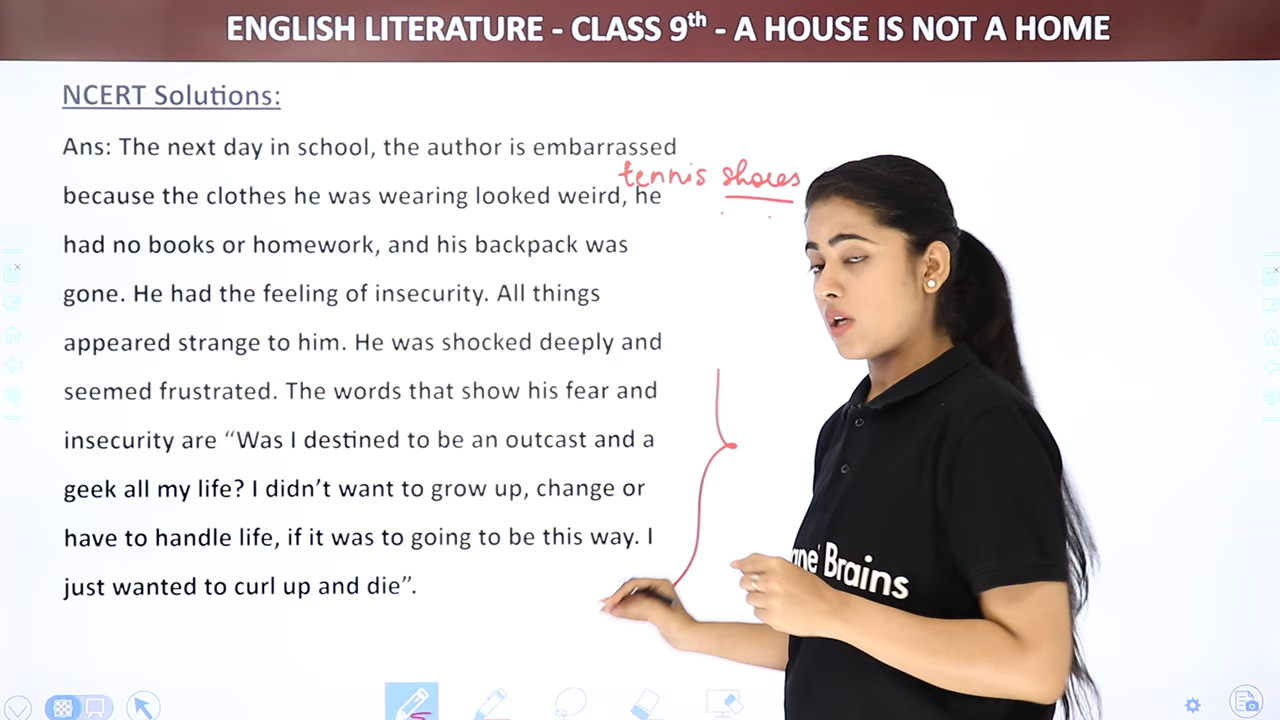 ENGLISH LITERATURE - CLASS 9th - A HOUSE IS NOT A HOME
NCERT Solutions:
Ans: The next day in school, the author is embarrassed
tennis shoes
because the clothes he was wearing looked weird, he
had no books or homework, and his backpack was
gone. He had the feeling of insecurity. All things
appeared strange to him. He was shocked deeply and
seemed frustrated. The words that show his fear and
insecurity are “Was I destined to be an outcast and a
geek all my life? I didn’t want to grow up, change or
have to handle life, if it was to going to be this way. I
just wanted to curl up and die”.
Brains